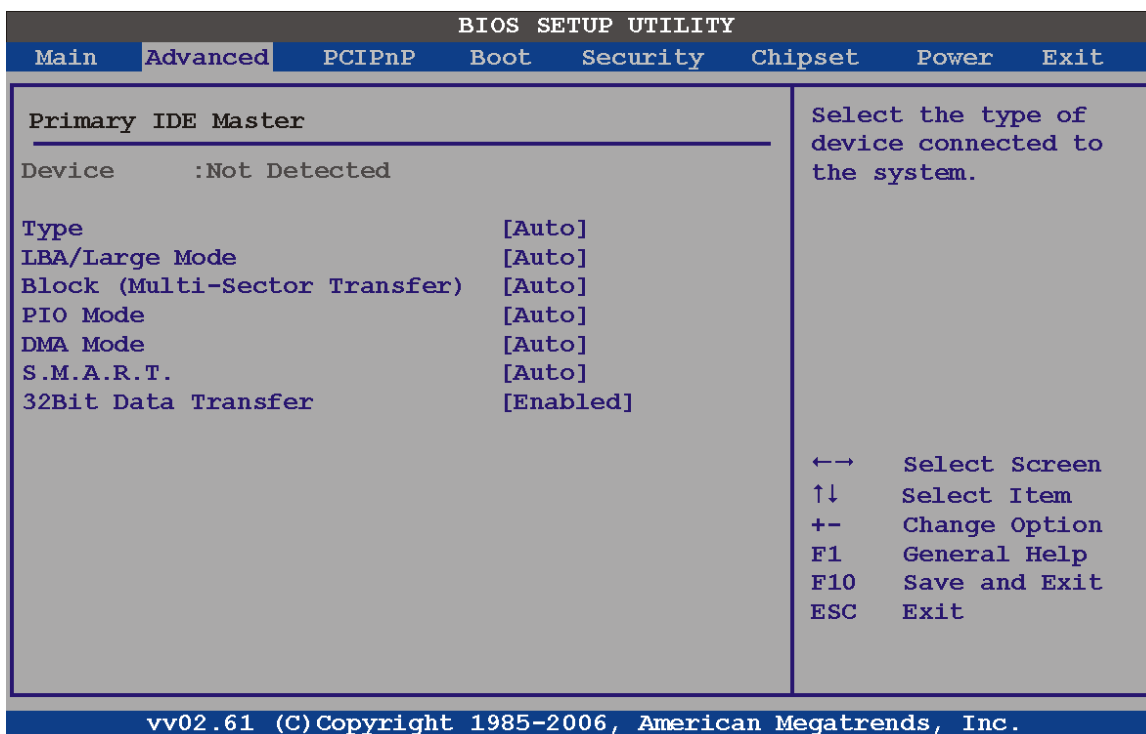 BIOS SETUP UTILITY
Main Advanced PCIPnP Boot Security Chipset Power Exit
Primary IDE Master
Device :Not Detected
Type [Auto]
LBA/Large Mode [Auto]
Block (Multi-Sector Transfer) [Auto]
PIO Mode [Auto]
DMA Mode [Auto]
S.M.A.R.T. [Auto]
32Bit Data Transfer [Enabled]
Select the type of
device connected to
the system.
←→ Select Screen
↑↓ Select Item
+- Change Option
F1 General Help
F10 Save and Exit
ESC Exit
vv02.61 (C)Copyright 1985-2006, American Megatrends, Inc.